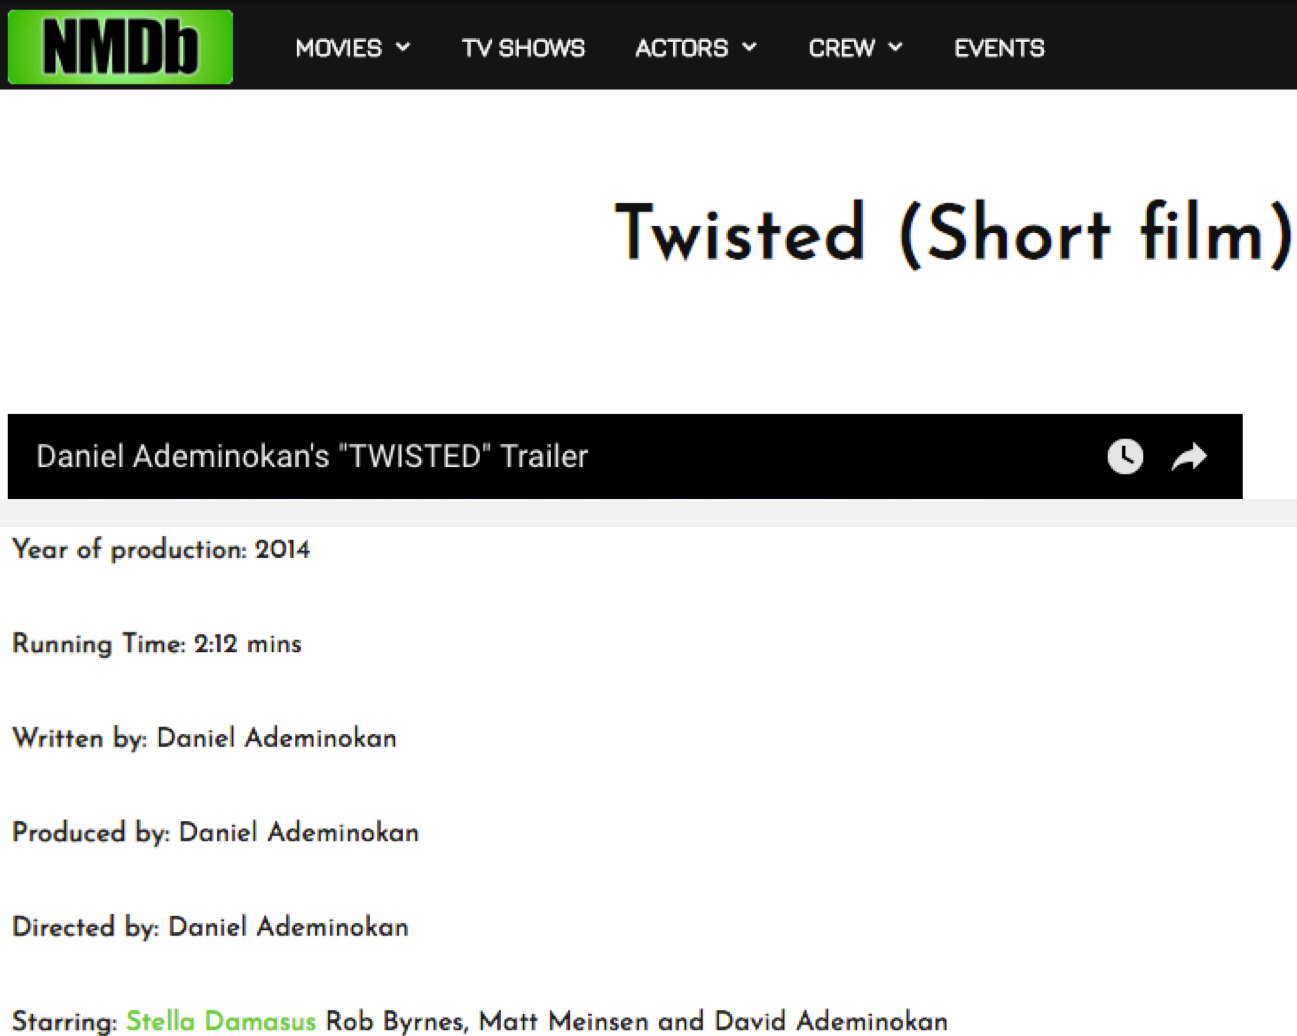 NMDb MOVIES TV SHOWS ACTORS CREW EVENTS
Twisted (Short film)
Daniel Ademinokan's "TWISTED" Trailer
Year of production: 2014
Running Time: 2:12 mins
Written by: Daniel Ademinokan
Produced by: Daniel Ademinokan
Directed by: Daniel Ademinokan
Starring: Stella Damasus Rob Byrnes, Matt Meinsen and David Ademinokan